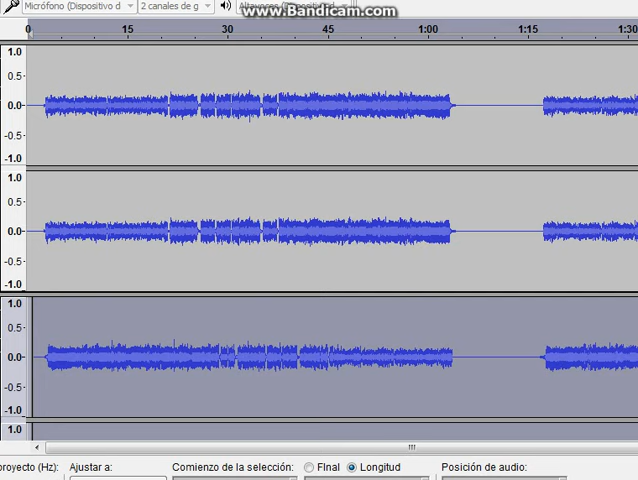 Micrófono (Dispositivo d
2 canales de g
Altavoces (Dispositi
www.Bandicam.com
0 15 30 45 1:00 1:15 1:30
1.0
0.5
0.0
-0.5
-1.0
1.0
0.5
0.0
-0.5
-1.0
1.0
0.5
0.0
-0.5
-1.0
1.0
proyecto (Hz):
Ajustar a:
Comienzo de la selección:
FInal
Longitud
Posición de audio: